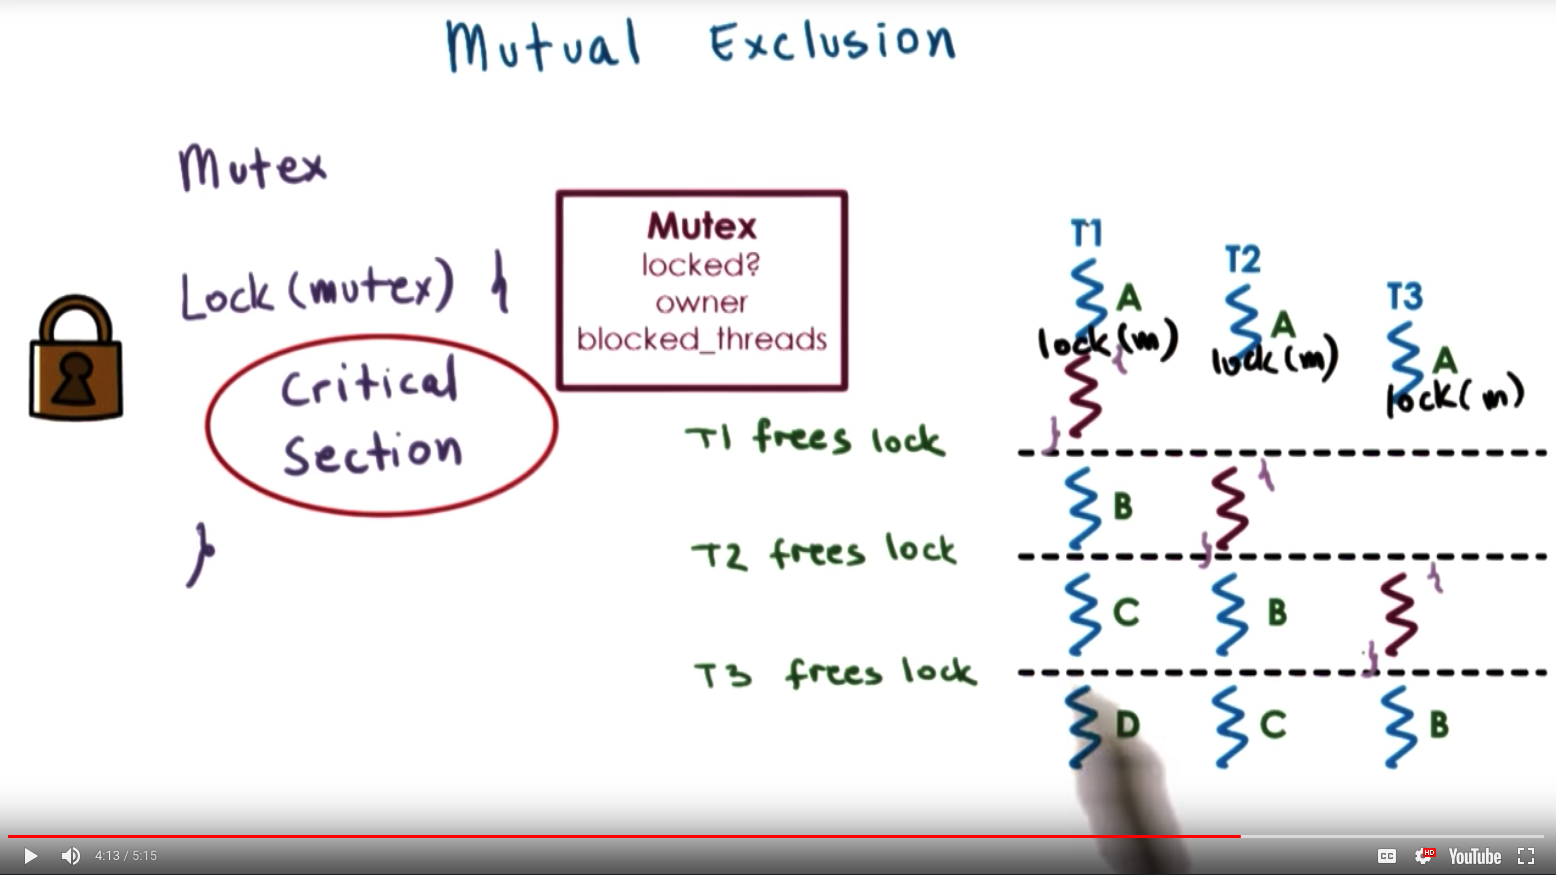 Mutual Exclusion
Mutex
Lock (mutex) {
Critical
Section
}
Mutex
locked?
owner
blocked_threads
T1
A
lock (m)
{
}
T2
A
lock (m)
T3
A
lock (m)
T1 frees lock
B
{
}
T2 frees lock
C
B
{
}
T3 frees lock
D
C
B
4:13 / 5:15
CC
HD
YouTube